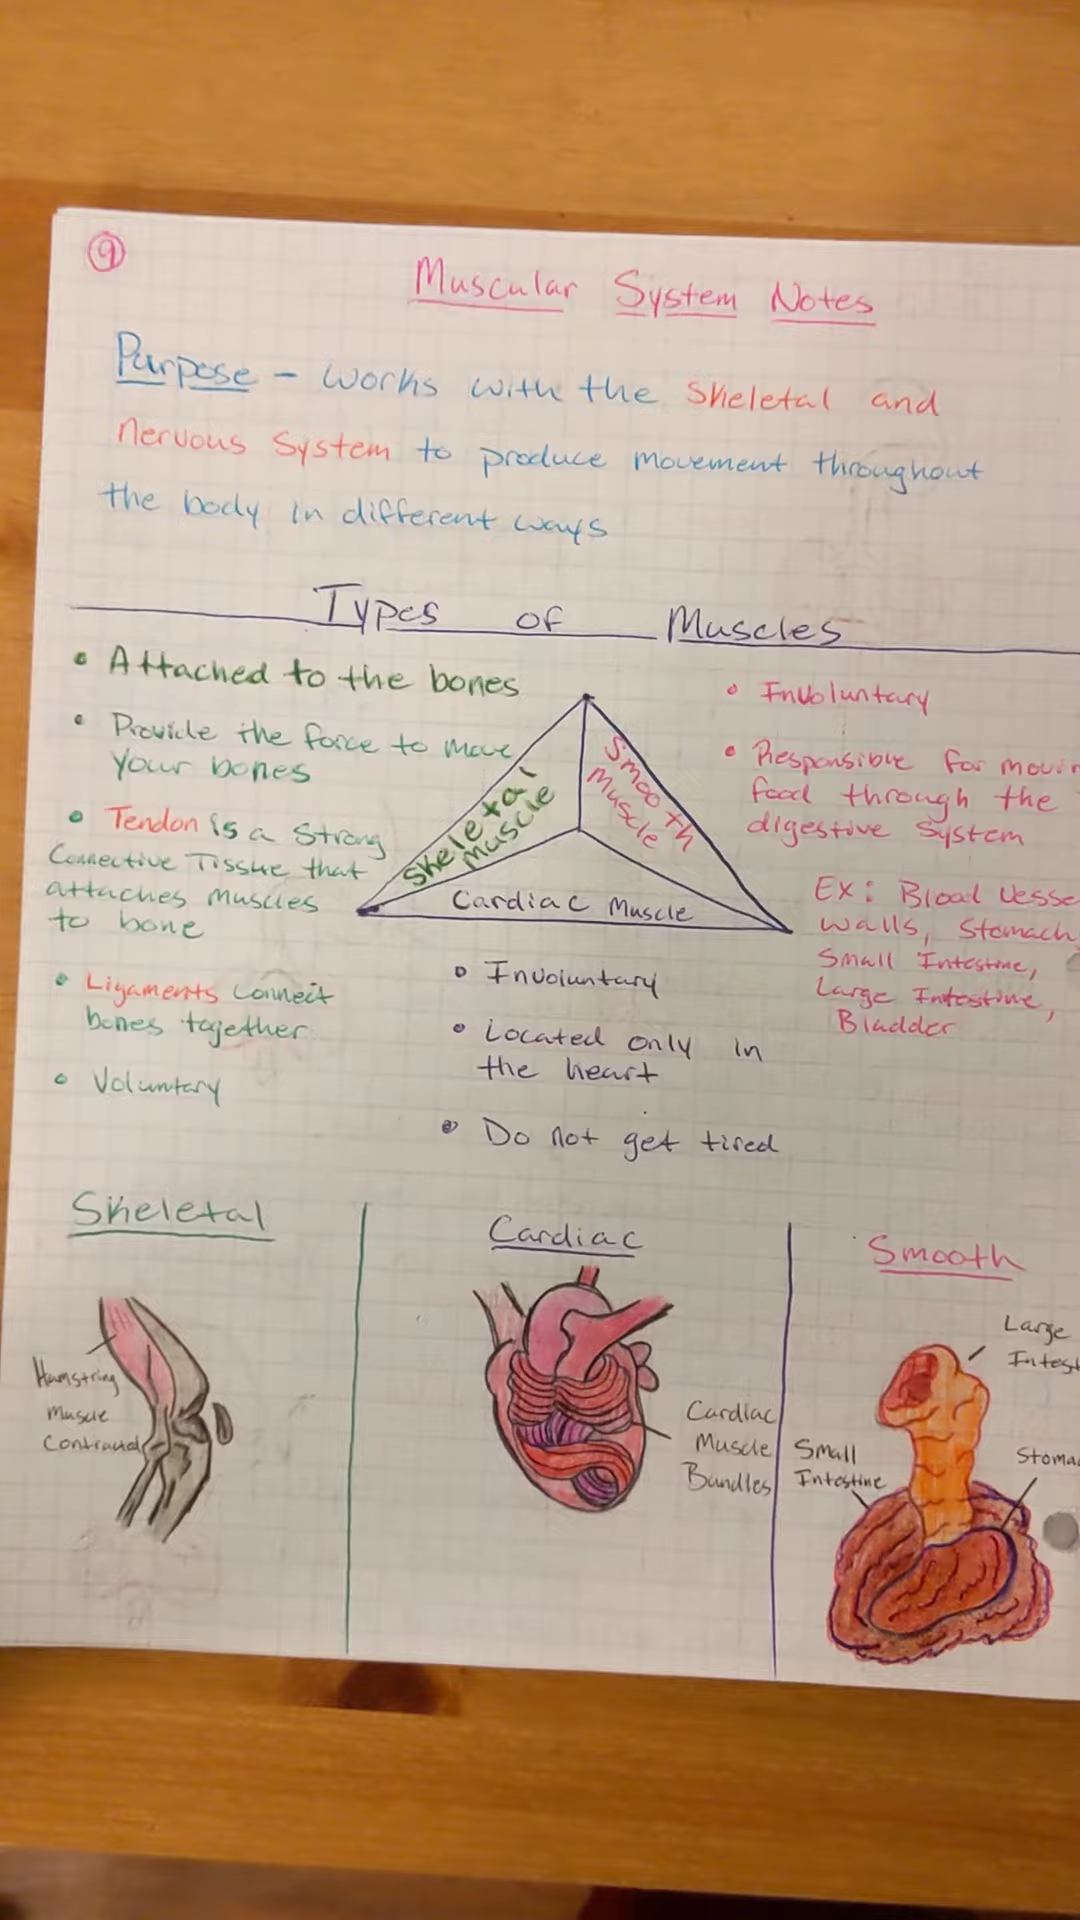 9
Muscular System Notes
Purpose - works with the skeletal and
nervous system to produce movement throughout
the body in different ways
Types of Muscles
• Attached to the bones
• Provide the force to move
your bones
• Tendon is a strong
Connective Tissue that
attaches muscles
to bone
• Ligaments connect
bones together
• Voluntary
Skeletal
Muscle
Smooth
Muscle
Cardiac Muscle
• Involuntary
• Located only in
the heart
• Do not get tired
• Involuntary
• Responsible for movin
food through the
digestive system
Ex: Blood Vesse
walls, Stomach,
Small Intestine,
Large Intestine,
Bladder
Skeletal
Hamstring
Muscle
Contracted
Cardiac
Cardiac
Muscle
Bundles
Smooth
Large
Intest
Small
Intestine
Stoma